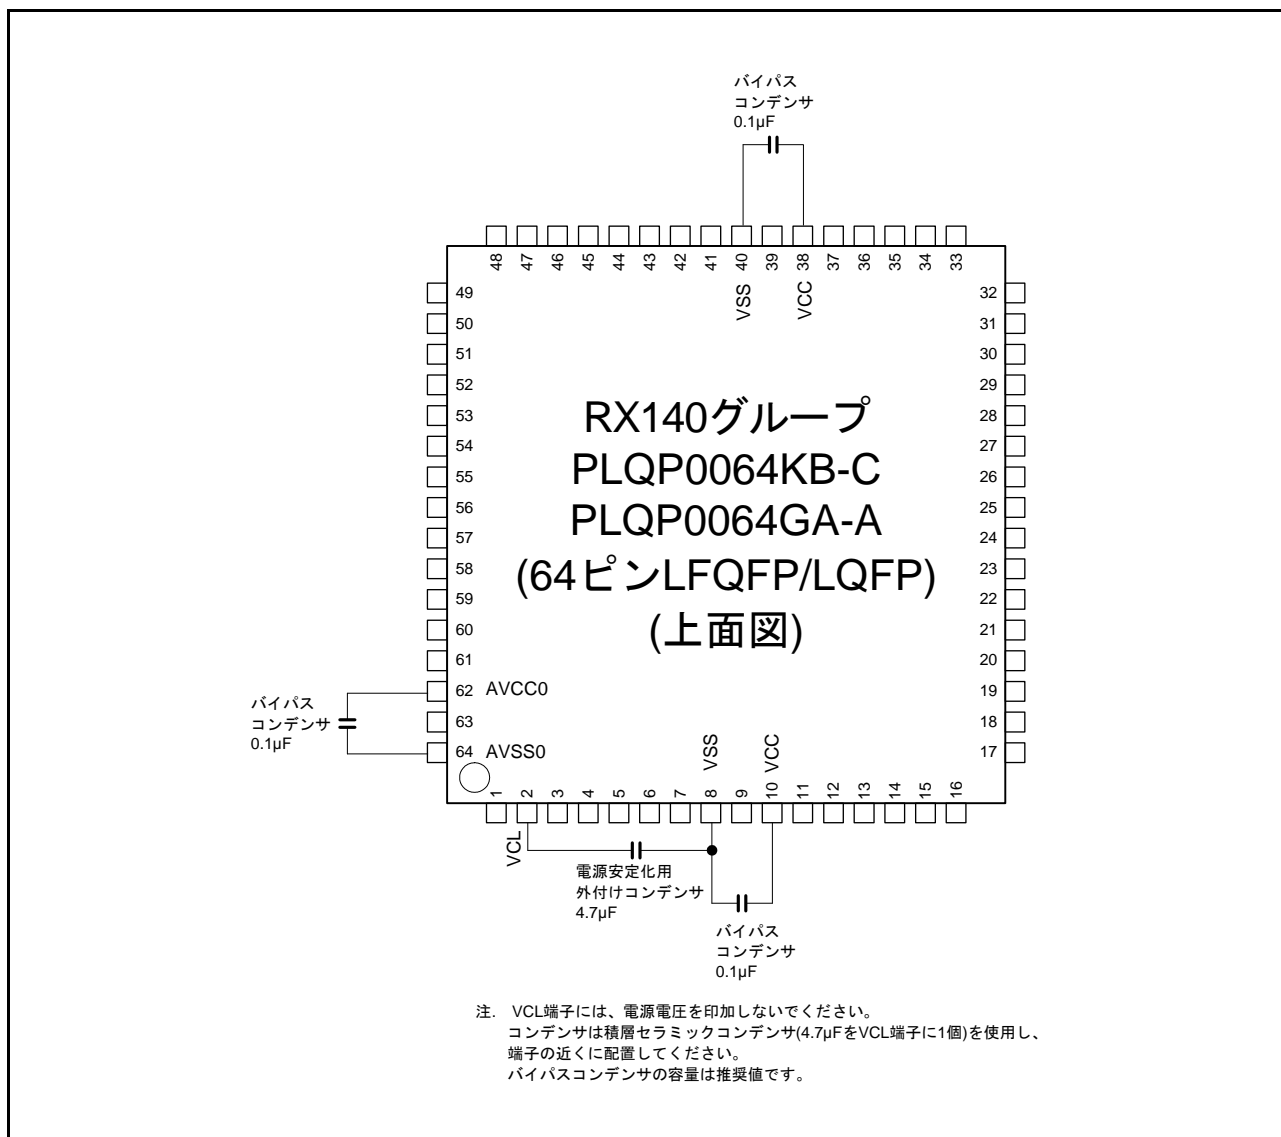 バイパス
コンデンサ
0.1µF
48 47 46 45 44 43 42 41 40 39 38 37 36 35 34 33
VSS VCC
49 32
50 31
51 30
52 29
53 28
54 27
55 26
56 25
57 24
58 23
59 22
60 21
61 20
62 AVCC0 19
63 18
64 AVSS0 17
RX140グループ
PLQP0064KB-C
PLQP0064GA-A
(64ピンLFQFP/LQFP)
(上面図)
バイパス
コンデンサ
0.1µF
VSS VCC
1 2 3 4 5 6 7 8 9 10 11 12 13 14 15 16
VCL
電源安定化用
外付けコンデンサ
4.7µF
バイパス
コンデンサ
0.1µF
注. VCL端子には、電源電圧を印加しないでください。
コンデンサは積層セラミックコンデンサ(4.7µFをVCL端子に1個)を使用し、
端子の近くに配置してください。
バイパスコンデンサの容量は推奨値です。